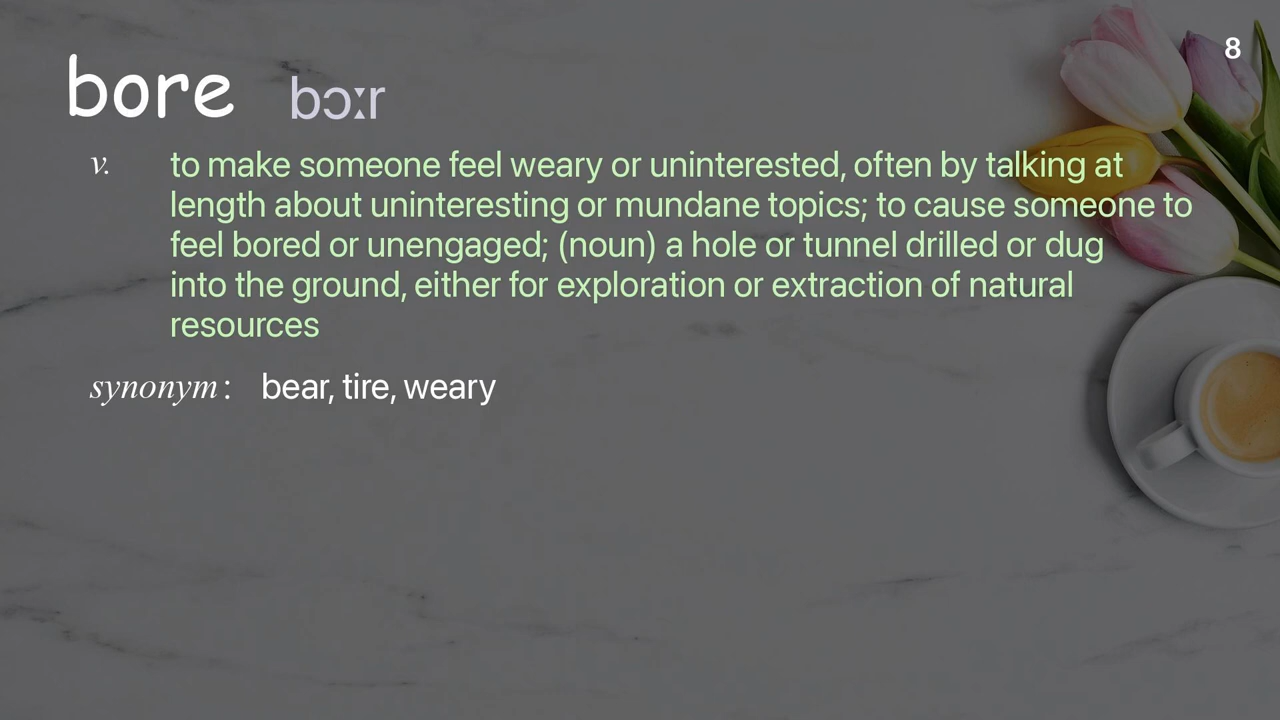 8
bore bɔːr
v. to make someone feel weary or uninterested, often by talking at
length about uninteresting or mundane topics; to cause someone to
feel bored or unengaged; (noun) a hole or tunnel drilled or dug
into the ground, either for exploration or extraction of natural
resources
synonym: bear, tire, weary